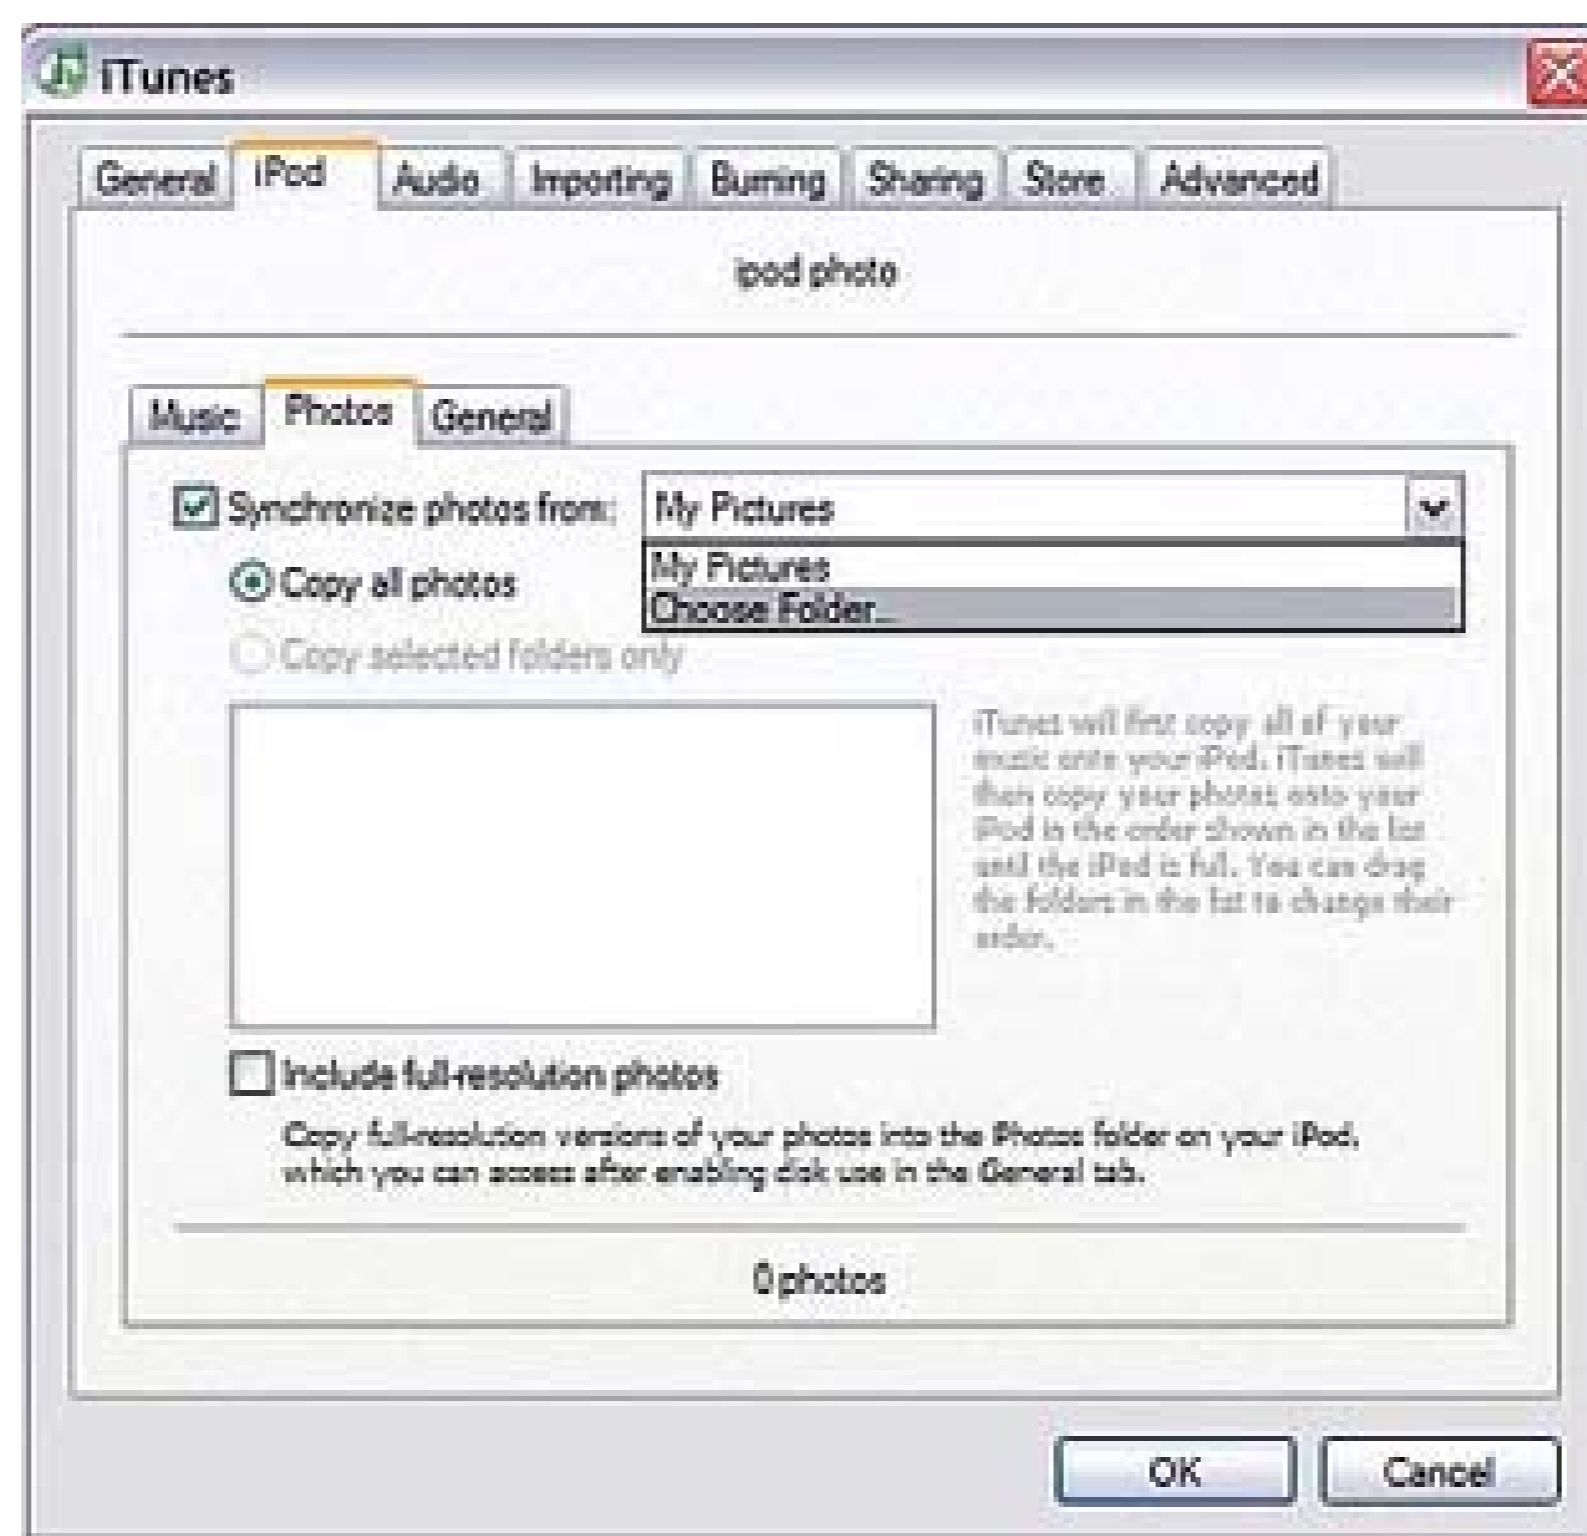 iTunes
General iPod Audio Importing Burning Sharing Store Advanced
ipod photo
Music Photos General
Synchronize photos from: My Pictures
My Pictures
Copy all photos
Choose Folder...
Copy selected folders only
iTunes will first copy all of your
music onto your iPod. iTunes will
then copy your photos onto your
iPod in the order shown in the list
until the iPod is full. You can drag
the folders in the list to change their
order.
Include full-resolution photos
Copy full-resolution versions of your photos into the Photos folder on your iPod,
which you can access after enabling disk use in the General tab.
0 photos
OK Cancel